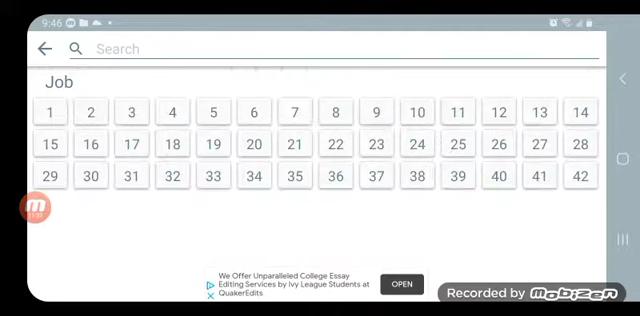 9:46
Search
Job
1 2 3 4 5 6 7 8 9 10 11 12 13 14
15 16 17 18 19 20 21 22 23 24 25 26 27 28
29 30 31 32 33 34 35 36 37 38 39 40 41 42
We Offer Unparalleled College Essay
Editing Services by Ivy League Students at
QuakerEdits
OPEN
Recorded by mobizen